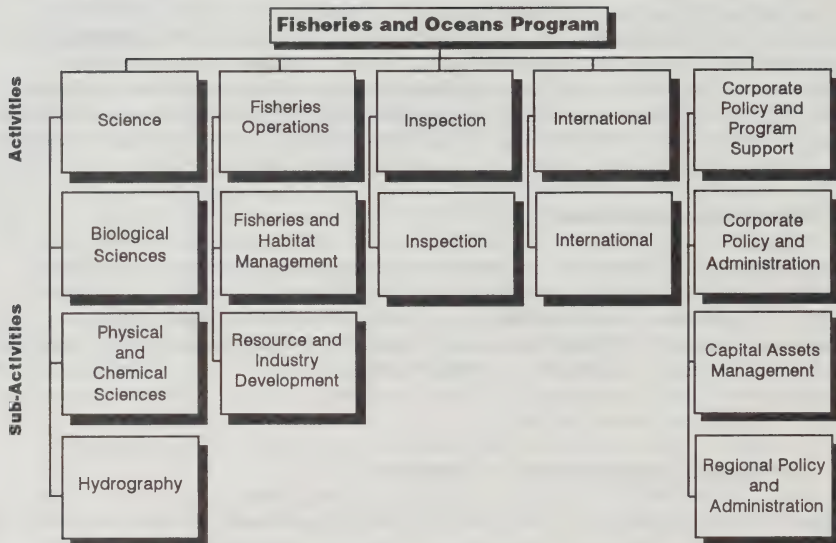 Fisheries and Oceans Program
Activities
Science
Fisheries
Operations
Inspection
International
Corporate
Policy and
Program
Support
Sub-Activities
Biological
Sciences
Fisheries and
Habitat
Management
Inspection
International
Corporate
Policy and
Administration
Physical
and
Chemical
Sciences
Resource and
Industry
Development
Capital Assets
Management
Hydrography
Regional Policy
and
Administration